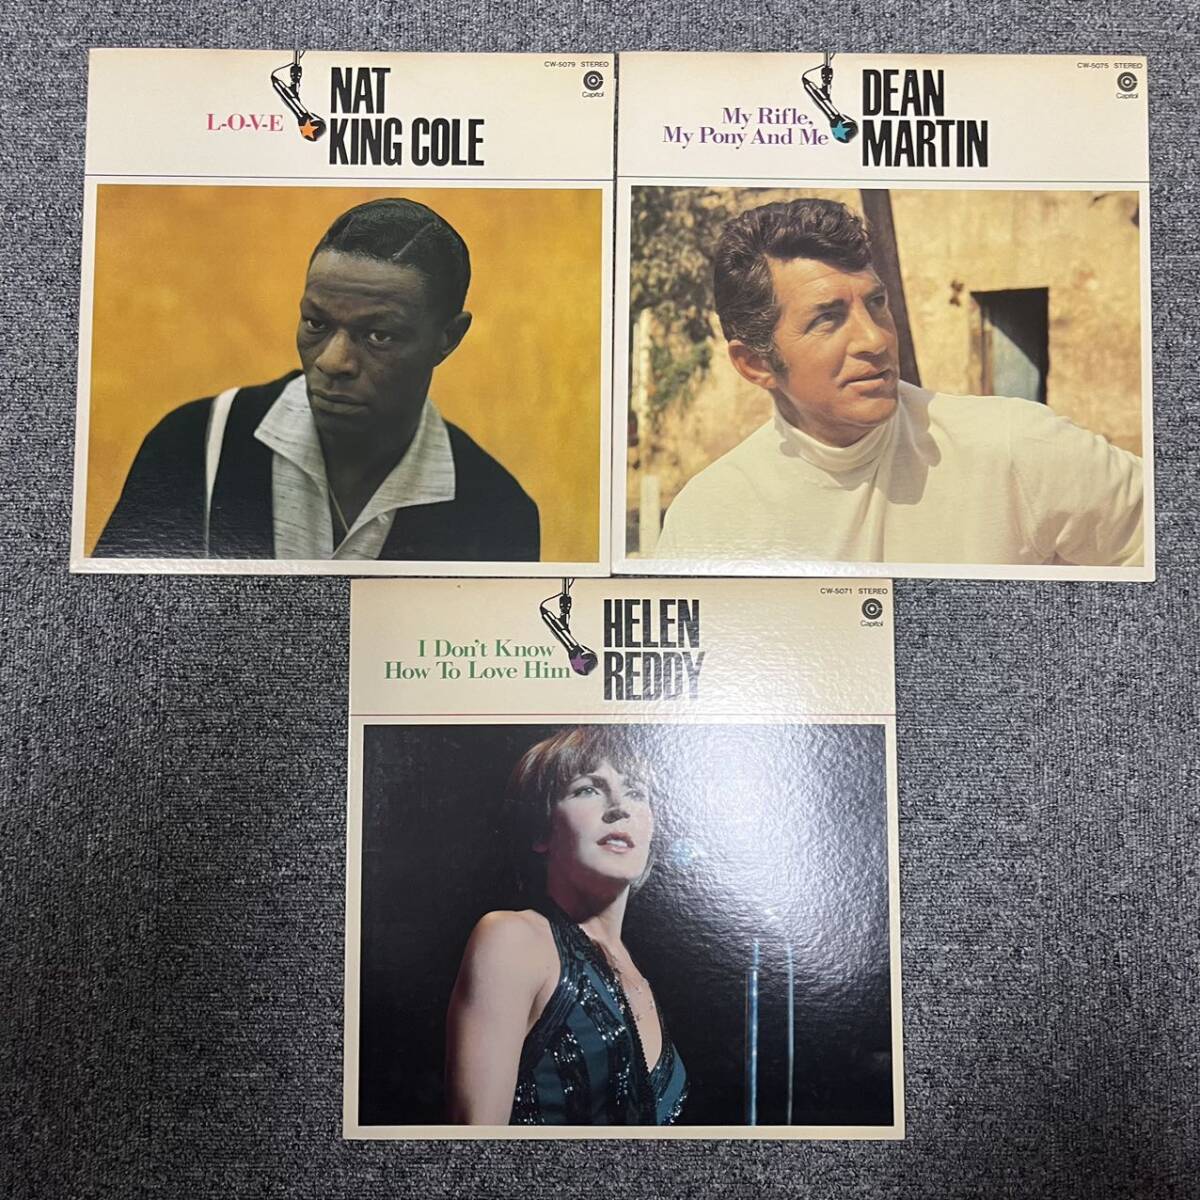 L-O-V-E
NAT
KING COLE
CW-5079 STEREO
Capitol
My Rifle,
My Pony And Me
DEAN
MARTIN
CW-5075 STEREO
Capitol
I Don't Know
How To Love Him
HELEN
REDDY
CW-5071 STEREO
Capitol